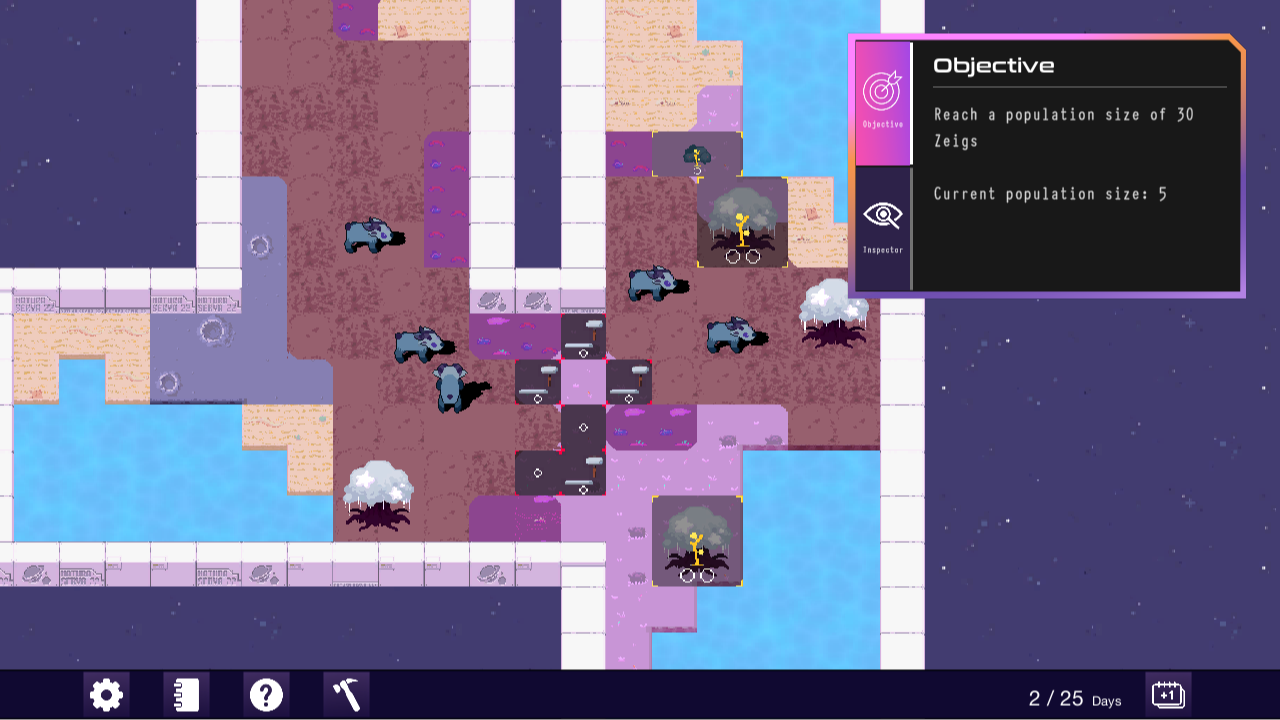 Objective
Objective
Reach a population size of 30
Zeigs
Current population size: 5
Inspector
2 / 25 Days
+1